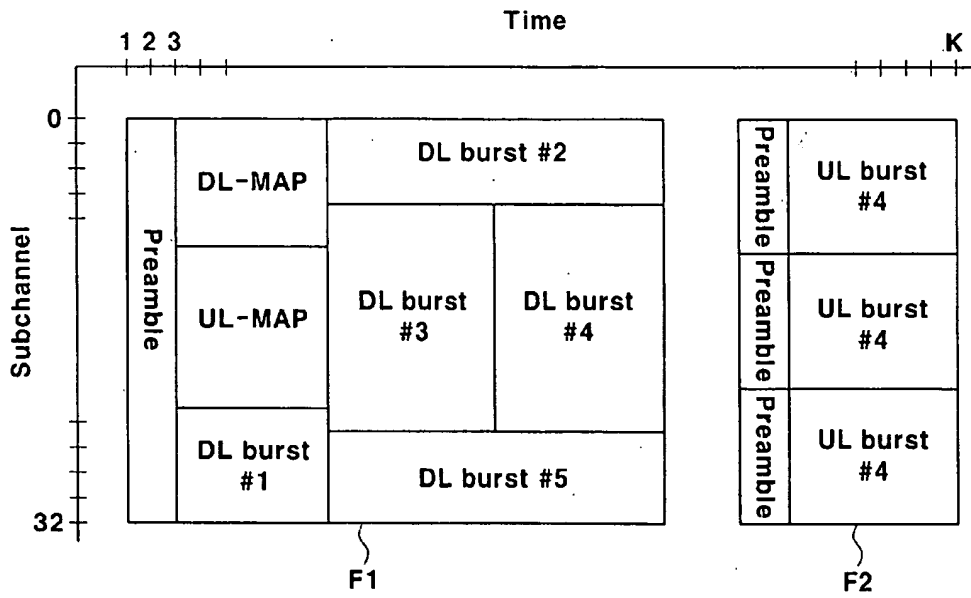 Time
1 2 3
K
Subchannel
0
32
Preamble
DL-MAP
UL-MAP
DL burst
#1
DL burst #2
DL burst
#3
DL burst
#4
DL burst #5
Preamble
UL burst
#4
Preamble
UL burst
#4
Preamble
UL burst
#4
F1
F2